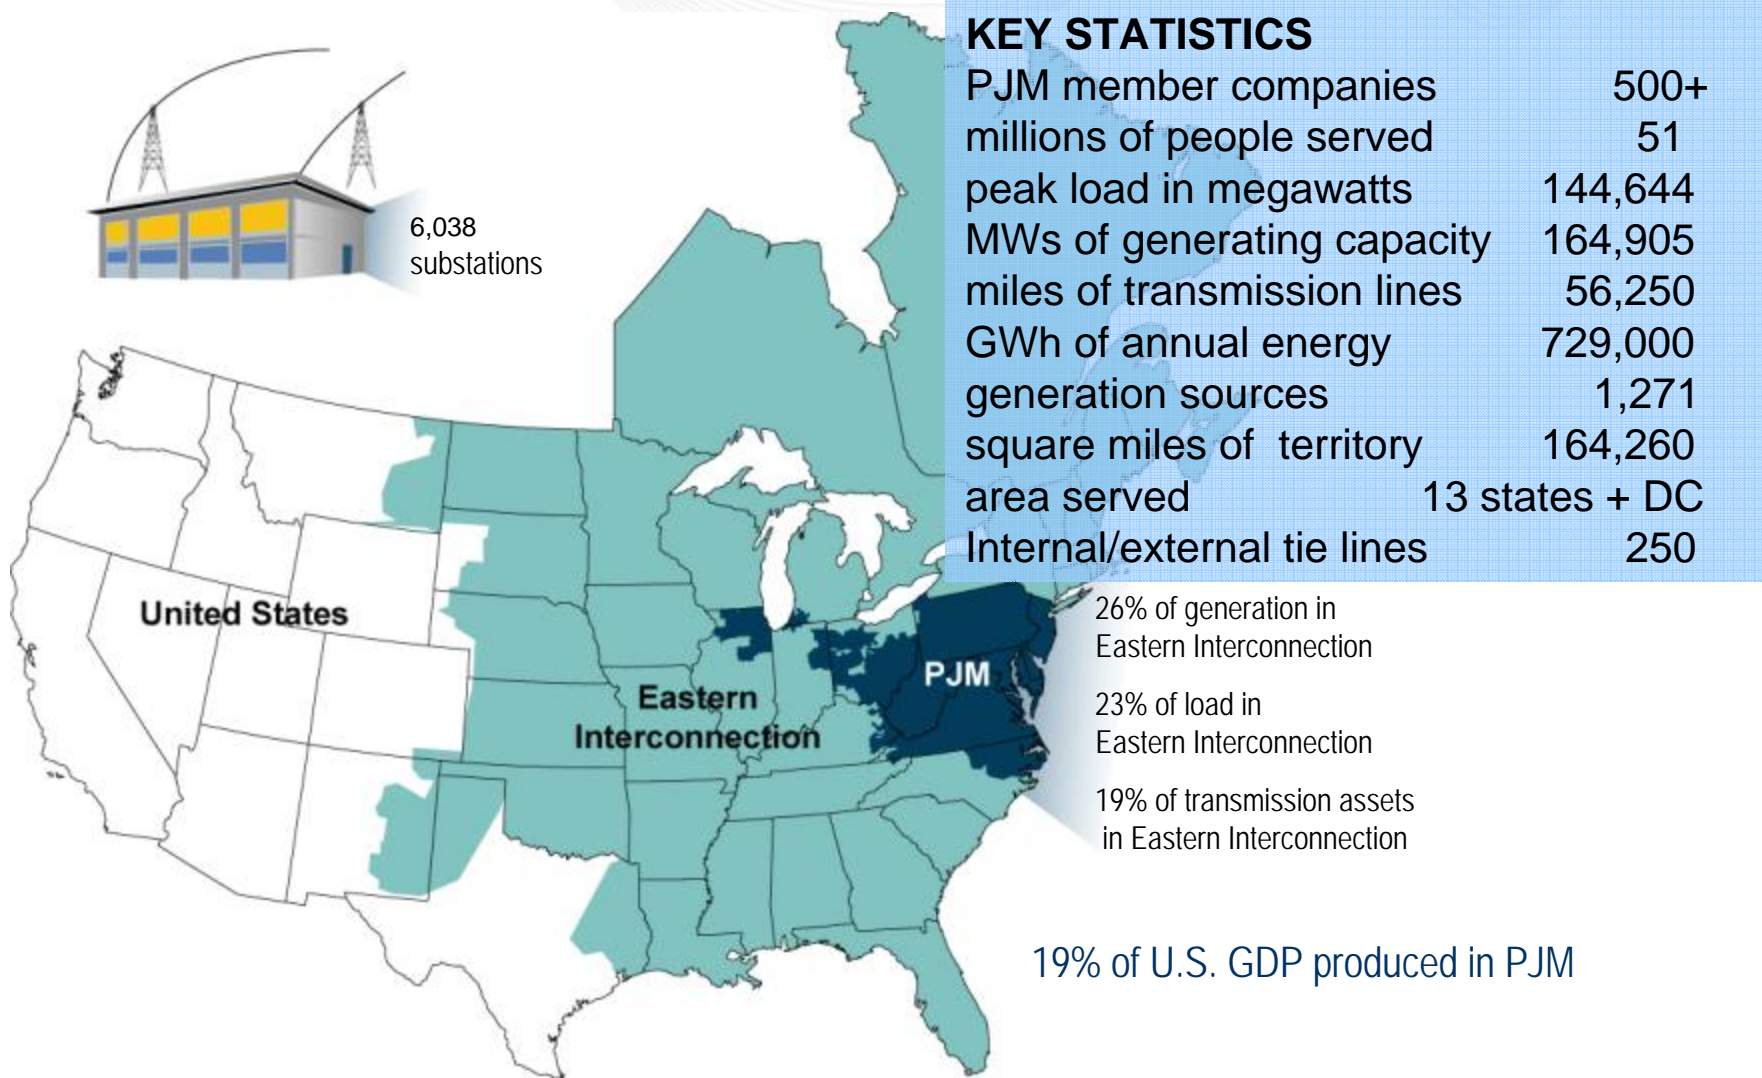 KEY STATISTICS
PJM member companies 500+
millions of people served 51
peak load in megawatts 144,644
MWs of generating capacity 164,905
miles of transmission lines 56,250
GWh of annual energy 729,000
generation sources 1,271
square miles of territory 164,260
area served 13 states + DC
Internal/external tie lines 250
6,038
substations
United States
Eastern
Interconnection
PJM
26% of generation in
Eastern Interconnection
23% of load in
Eastern Interconnection
19% of transmission assets
in Eastern Interconnection
19% of U.S. GDP produced in PJM